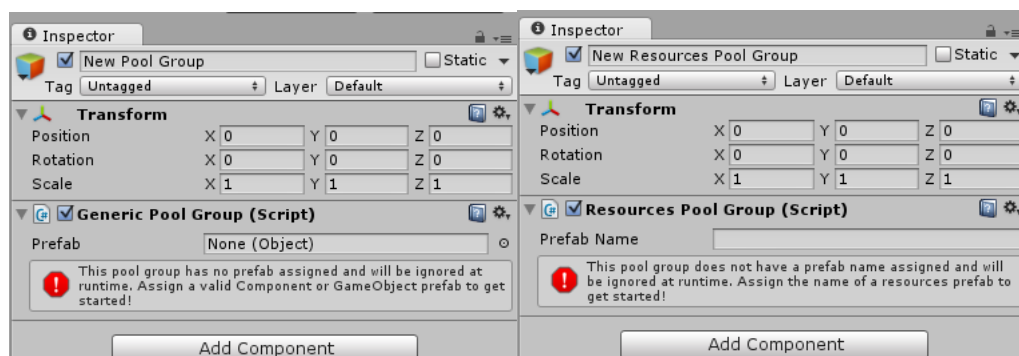 Inspector
New Pool Group
Static
Tag Untagged Layer Default
Transform
Position X 0 Y 0 Z 0
Rotation X 0 Y 0 Z 0
Scale X 1 Y 1 Z 1
Generic Pool Group (Script)
Prefab None (Object)
This pool group has no prefab assigned and will be ignored at
runtime. Assign a valid Component or GameObject prefab to get
started!
Add Component
Inspector
New Resources Pool Group
Static
Tag Untagged Layer Default
Transform
Position X 0 Y 0 Z 0
Rotation X 0 Y 0 Z 0
Scale X 1 Y 1 Z 1
Resources Pool Group (Script)
Prefab Name
This pool group does not have a prefab name assigned and will
be ignored at runtime. Assign the name of a resources prefab to
get started!
Add Component